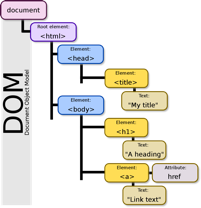 document
Root element:
<html>
Element:
<head>
Element:
<title>
Text:
"My title"
Element:
<body>
Element:
<h1>
Text:
"A heading"
Element:
<a>
Attribute:
href
Text:
"Link text"
DOM
Document Object Model